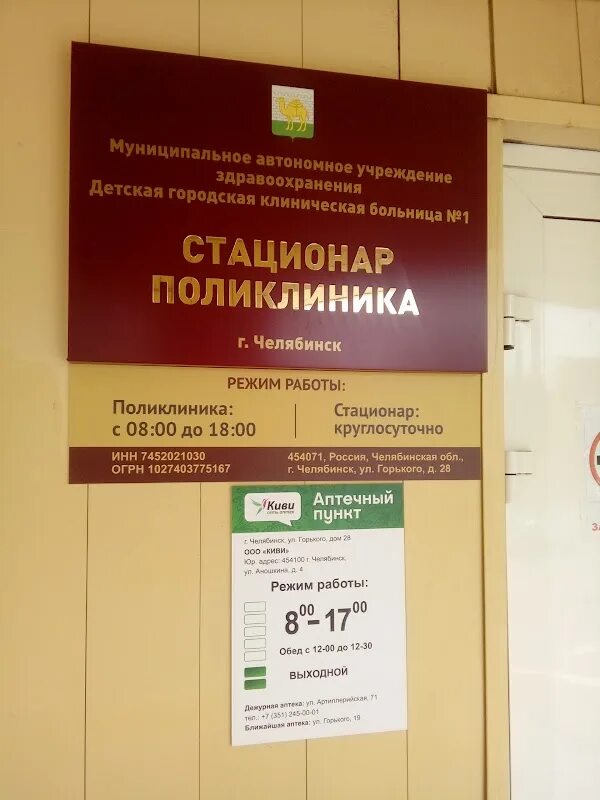 Муниципальное автономное учреждение
здравоохранения
Детская городская клиническая больница №1
СТАЦИОНАР
ПОЛИКЛИНИКА
г. Челябинск
РЕЖИМ РАБОТЫ:
Поликлиника:
с 08:00 до 18:00
Стационар:
круглосуточно
ИНН 7452021030
ОГРН 1027403775167
454071, Россия, Челябинская обл.,
г. Челябинск, ул. Горького, д. 28
Киви
Аптечный
пункт
г. Челябинск, ул. Горького, дом 28
ООО «КИВИ»
Юр. адрес: 454100 г. Челябинск,
ул. Аношкина, д. 4
Режим работы:
8⁰⁰-17⁰⁰
Обед с 12-00 до 12-30
ВЫХОДНОЙ
Дежурная аптека: ул. Артиллерийская, 71
тел.: +7 (351) 245-00-01
Ближайшая аптека: ул. Горького, 19